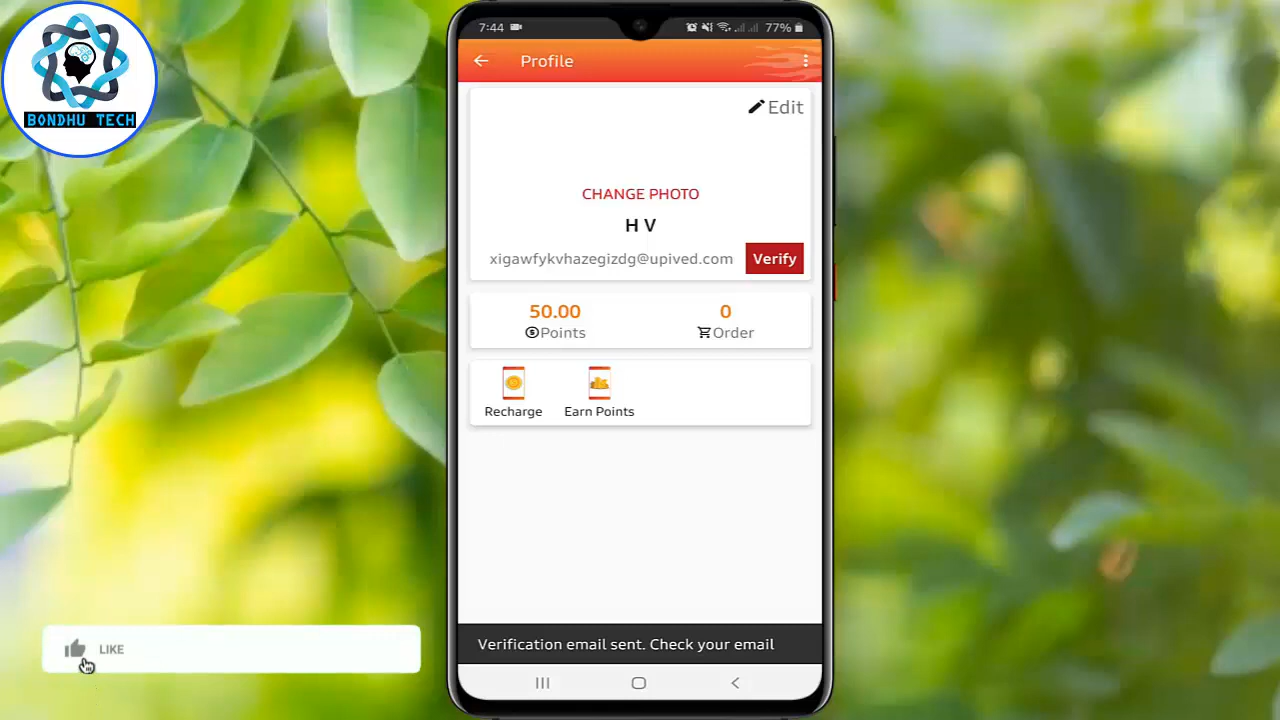 BONDHU TECH
7:44
77%
Profile
Edit
CHANGE PHOTO
H V
xigawfykvhazegizdg@upived.com
Verify
50.00
Points
0
Order
Recharge
Earn Points
Verification email sent. Check your email
LIKE